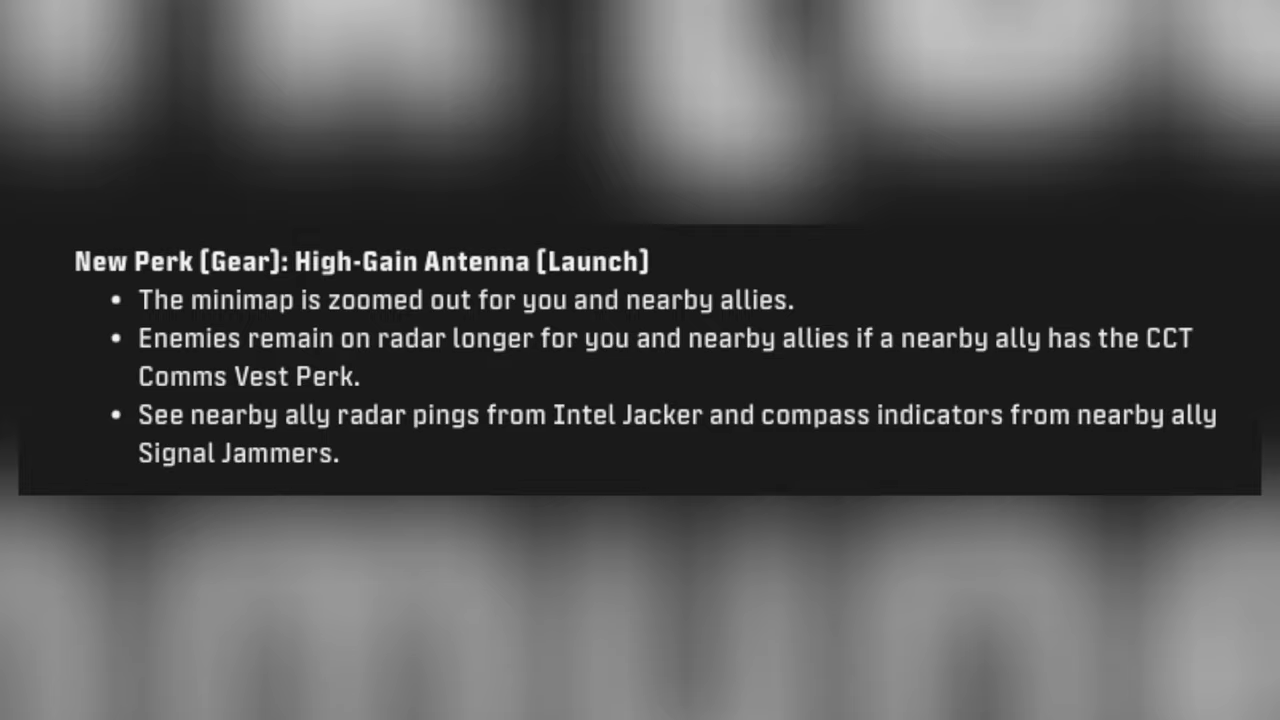 New Perk (Gear): High-Gain Antenna (Launch)
• The minimap is zoomed out for you and nearby allies.
• Enemies remain on radar longer for you and nearby allies if a nearby ally has the CCT
Comms Vest Perk.
• See nearby ally radar pings from Intel Jacker and compass indicators from nearby ally
Signal Jammers.